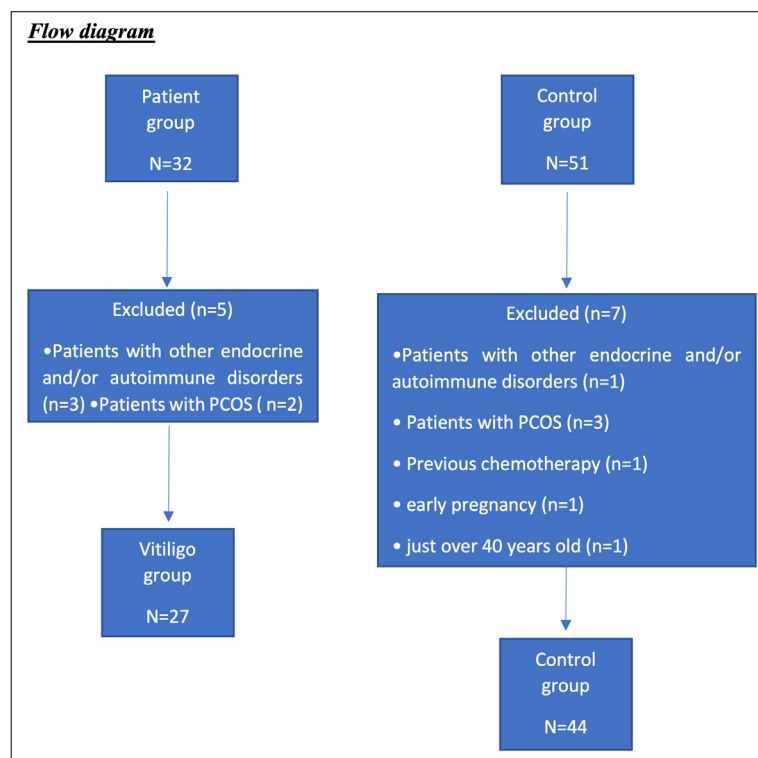 Flow diagram
Patient
group
N=32
Excluded (n=5)
•Patients with other endocrine
and/or autoimmune disorders
(n=3) •Patients with PCOS ( n=2)
Vitiligo
group
N=27
Control
group
N=51
Excluded (n=7)
•Patients with other endocrine and/or
autoimmune disorders (n=1)
• Patients with PCOS (n=3)
• Previous chemotherapy (n=1)
• early pregnancy (n=1)
• just over 40 years old (n=1)
Control
group
N=44